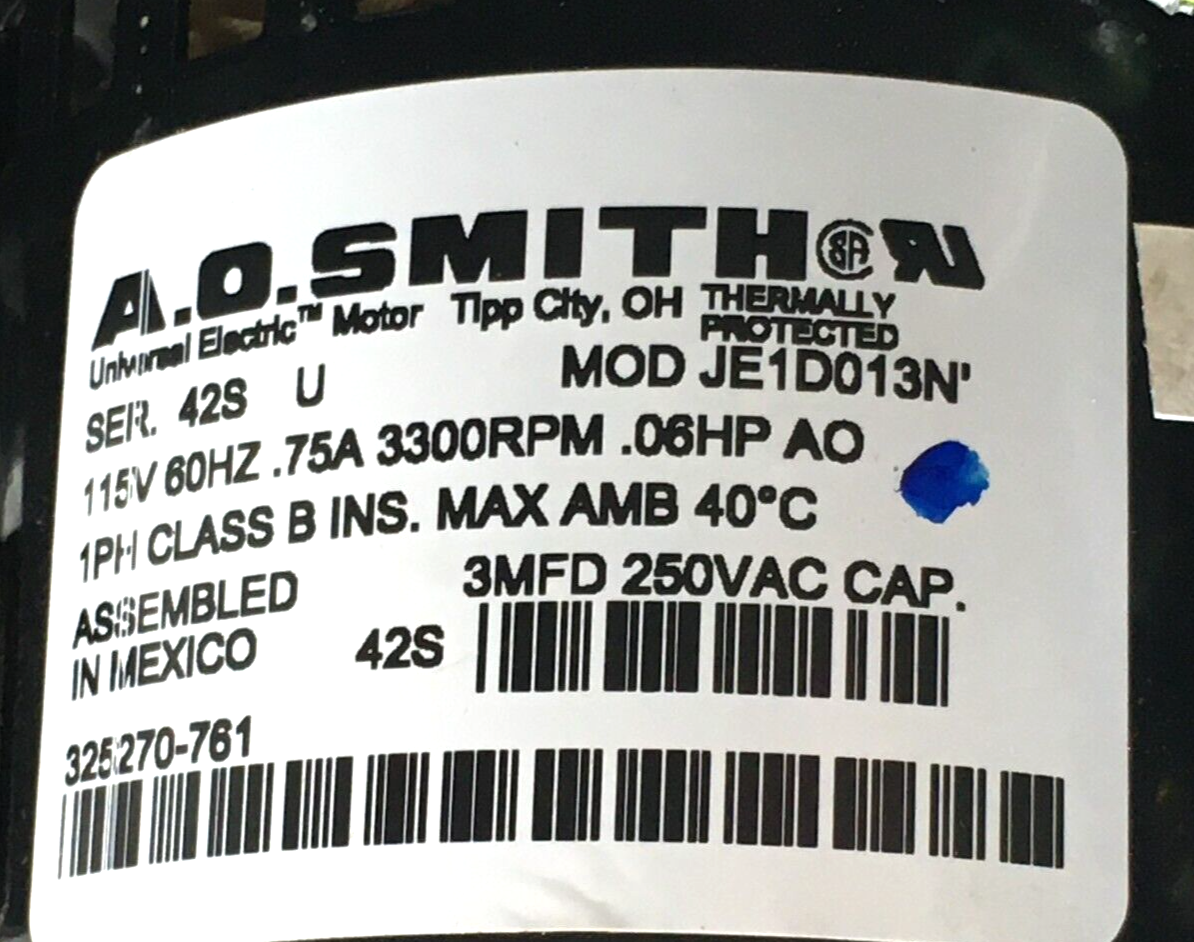 A.O.SMITH
Universal Electric™ Motor Tipp City, OH THERMALLY PROTECTED
SER. 42S U MOD JE1D013N'
115V 60HZ .75A 3300RPM .06HP AO
1PH CLASS B INS. MAX AMB 40°C
3MFD 250VAC CAP.
ASSEMBLED
IN MEXICO 42S
325270-761